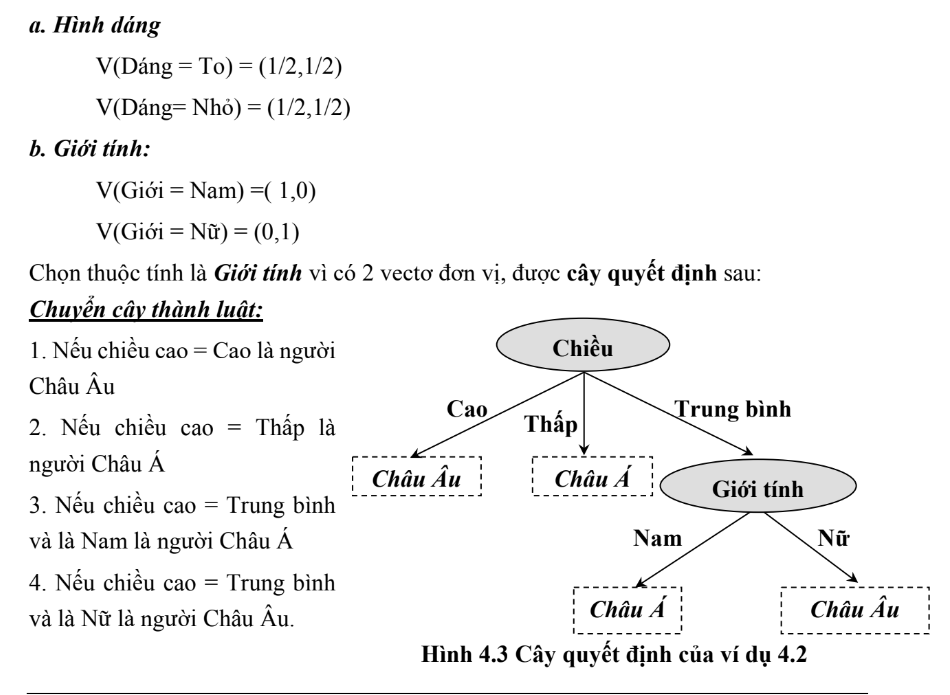 a. Hình dáng
V(Dáng = To) = (1/2,1/2)
V(Dáng= Nhỏ) = (1/2,1/2)
b. Giới tính:
V(Giới = Nam) =( 1,0)
V(Giới = Nữ) = (0,1)
Chọn thuộc tính là Giới tính vì có 2 vectơ đơn vị, được cây quyết định sau:
Chuyển cây thành luật:
1. Nếu chiều cao = Cao là người
Châu Âu
2. Nếu chiều cao = Thấp là
người Châu Á
3. Nếu chiều cao = Trung bình
và là Nam là người Châu Á
4. Nếu chiều cao = Trung bình
và là Nữ là người Châu Âu.
Chiều
Cao
Thấp
Trung bình
Châu Âu
Châu Á
Giới tính
Nam
Nữ
Châu Á
Châu Âu
Hình 4.3 Cây quyết định của ví dụ 4.2